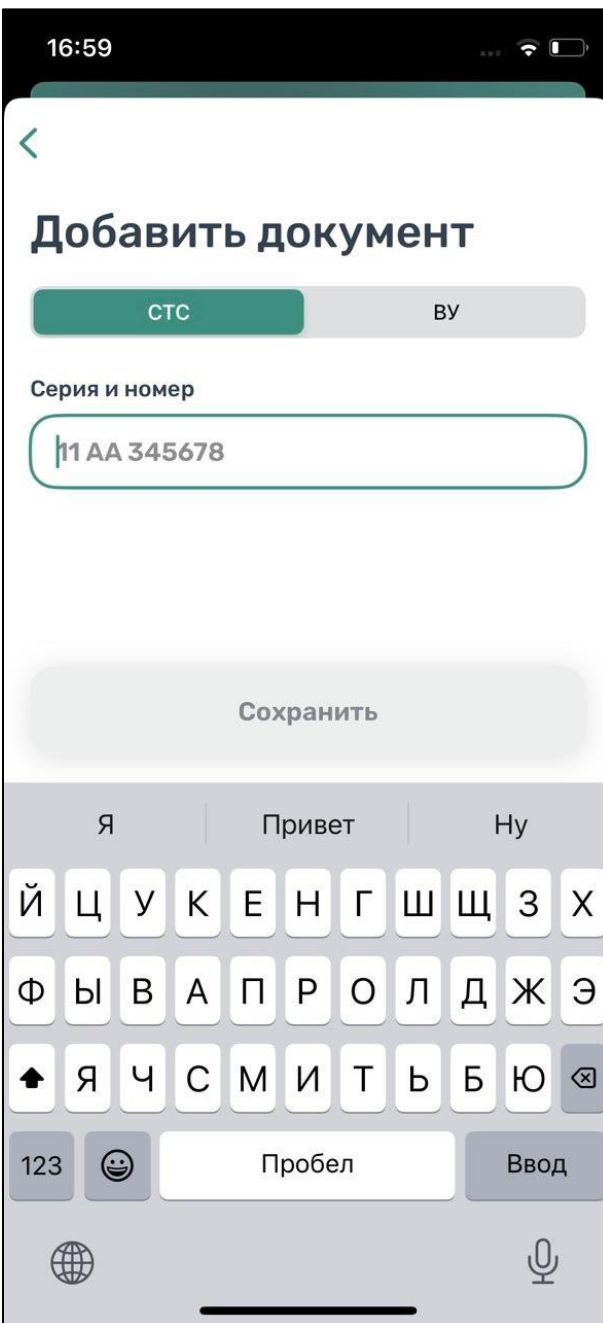 16:59
Добавить документ
СТС ВУ
Серия и номер
11 АА 345678
Сохранить
Я Привет Ну
Й Ц У К Е Н Г Ш Щ З Х
Ф Ы В А П Р О Л Д Ж Э
Я Ч С М И Т Ь Б Ю
123 Пробел Ввод